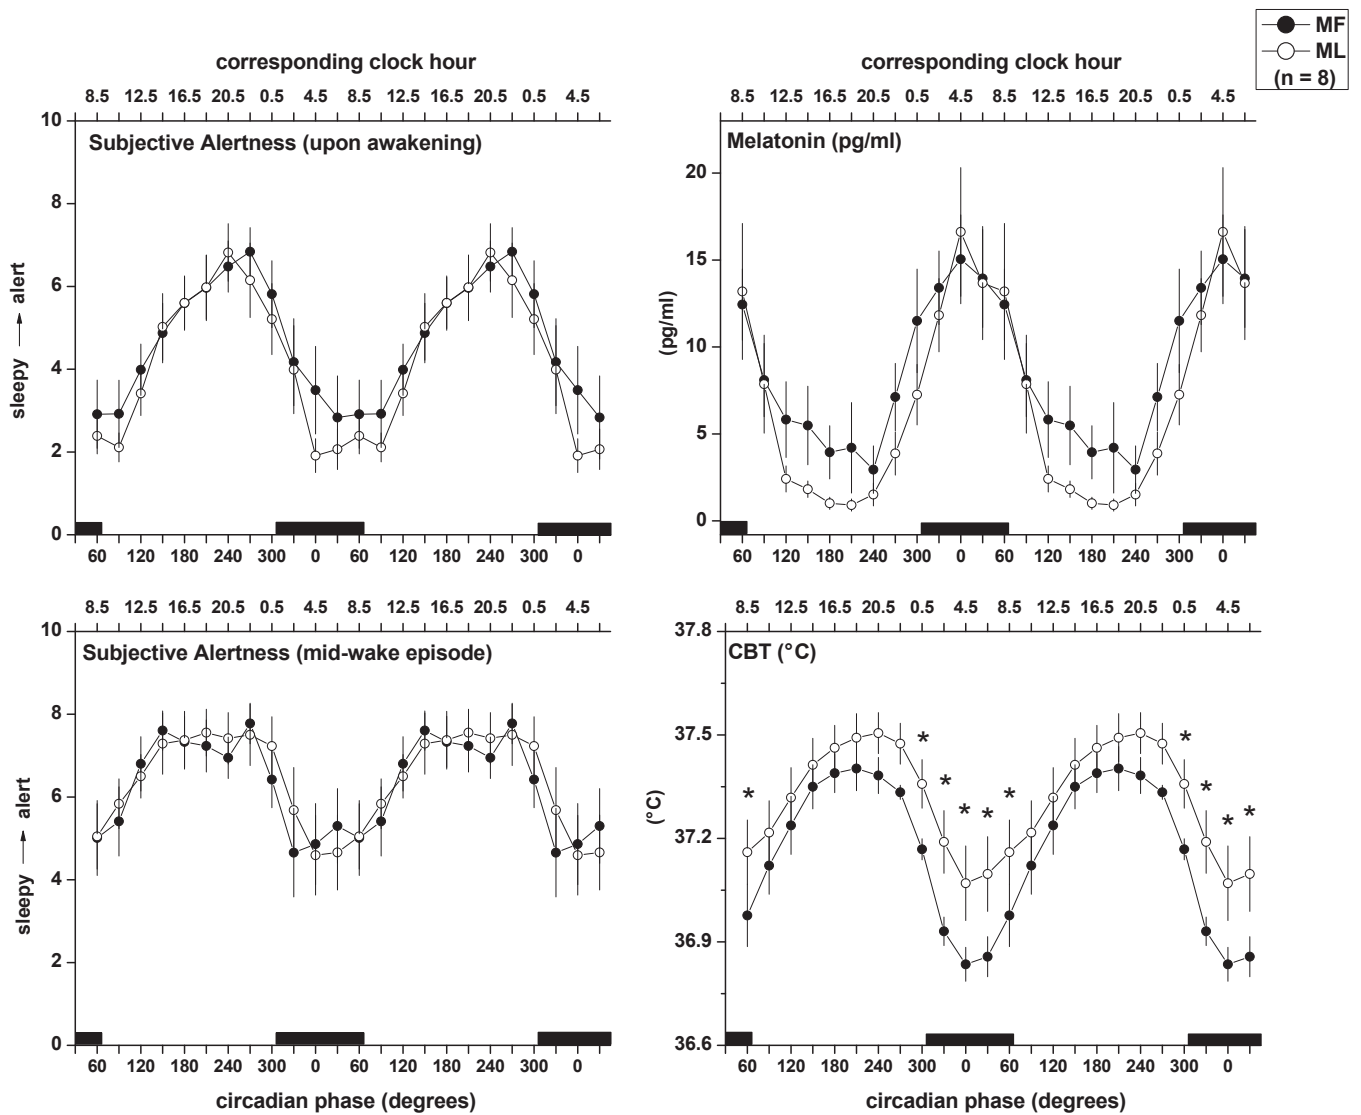 MF
ML
(n = 8)
corresponding clock hour
8.5 12.5 16.5 20.5 0.5 4.5 8.5 12.5 16.5 20.5 0.5 4.5
10
8
6
4
2
0
Subjective Alertness (upon awakening)
sleepy → alert
60 120 180 240 300 0 60 120 180 240 300 0
corresponding clock hour
8.5 12.5 16.5 20.5 0.5 4.5 8.5 12.5 16.5 20.5 0.5 4.5
Melatonin (pg/ml)
20
15
10
5
0
(pg/ml)
60 120 180 240 300 0 60 120 180 240 300 0
8.5 12.5 16.5 20.5 0.5 4.5 8.5 12.5 16.5 20.5 0.5 4.5
10
8
6
4
2
0
Subjective Alertness (mid-wake episode)
sleepy → alert
60 120 180 240 300 0 60 120 180 240 300 0
circadian phase (degrees)
8.5 12.5 16.5 20.5 0.5 4.5 8.5 12.5 16.5 20.5 0.5 4.5
37.8
37.5
37.2
36.9
36.6
CBT (°C)
(°C)
* * * * * * * * * *
60 120 180 240 300 0 60 120 180 240 300 0
circadian phase (degrees)